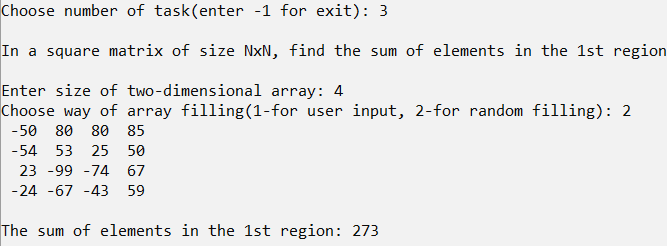 Choose number of task(enter -1 for exit): 3
In a square matrix of size NxN, find the sum of elements in the 1st region
Enter size of two-dimensional array: 4
Choose way of array filling(1-for user input, 2-for random filling): 2
-50 80 80 85
-54 53 25 50
23 -99 -74 67
-24 -67 -43 59
The sum of elements in the 1st region: 273